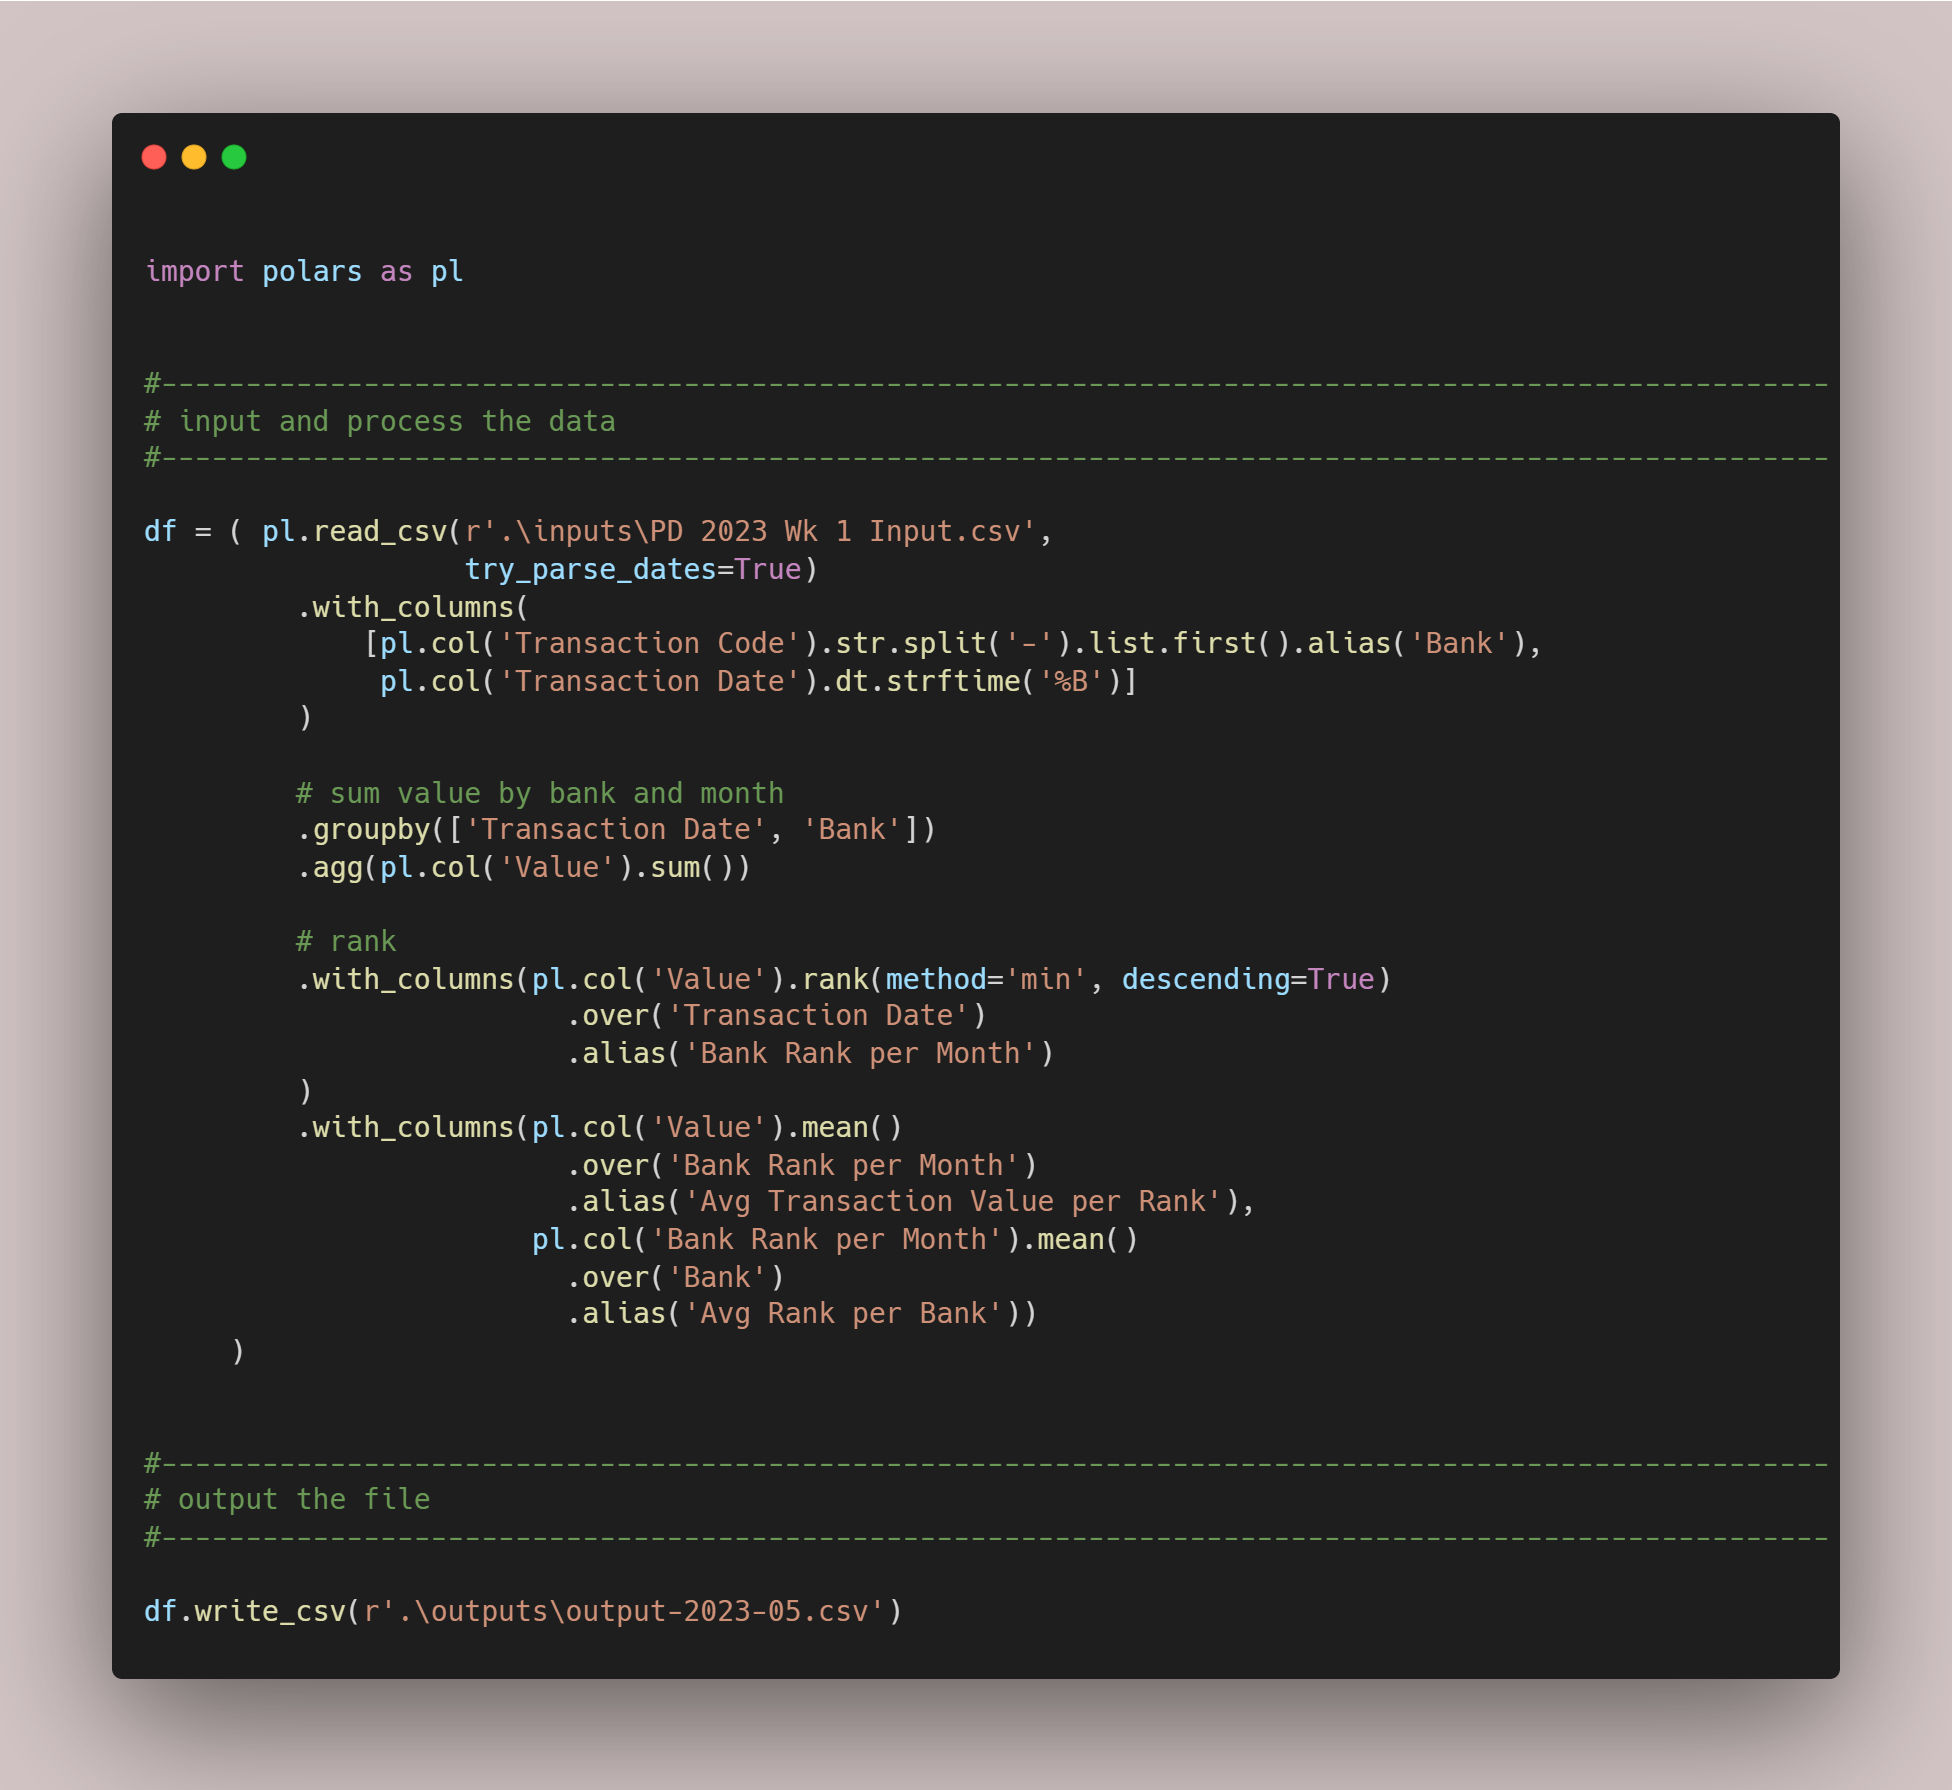 import polars as pl
#---------------------------------------------------------------------------------------------------
# input and process the data
#---------------------------------------------------------------------------------------------------
df = ( pl.read_csv(r'.\inputs\PD 2023 Wk 1 Input.csv',
                   try_parse_dates=True)
         .with_columns(
             [pl.col('Transaction Code').str.split('-').list.first().alias('Bank'),
              pl.col('Transaction Date').dt.strftime('%B')]
         )
         # sum value by bank and month
         .groupby(['Transaction Date', 'Bank'])
         .agg(pl.col('Value').sum())
         # rank
         .with_columns(pl.col('Value').rank(method='min', descending=True)
                         .over('Transaction Date')
                         .alias('Bank Rank per Month')
         )
         .with_columns(pl.col('Value').mean()
                         .over('Bank Rank per Month')
                         .alias('Avg Transaction Value per Rank'),
                       pl.col('Bank Rank per Month').mean()
                         .over('Bank')
                         .alias('Avg Rank per Bank'))
     )
#---------------------------------------------------------------------------------------------------
# output the file
#---------------------------------------------------------------------------------------------------
df.write_csv(r'.\outputs\output-2023-05.csv')